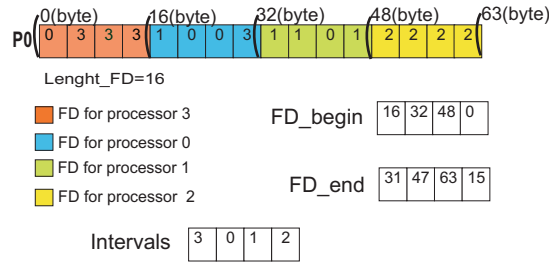 0(byte) 16(byte) 32(byte) 48(byte) 63(byte)
P0 0 3 3 3 1 0 0 3 1 1 0 1 2 2 2 2
Lenght_FD=16
FD for processor 3
FD for processor 0
FD for processor 1
FD for processor 2
FD_begin 16 32 48 0
FD_end 31 47 63 15
Intervals 3 0 1 2